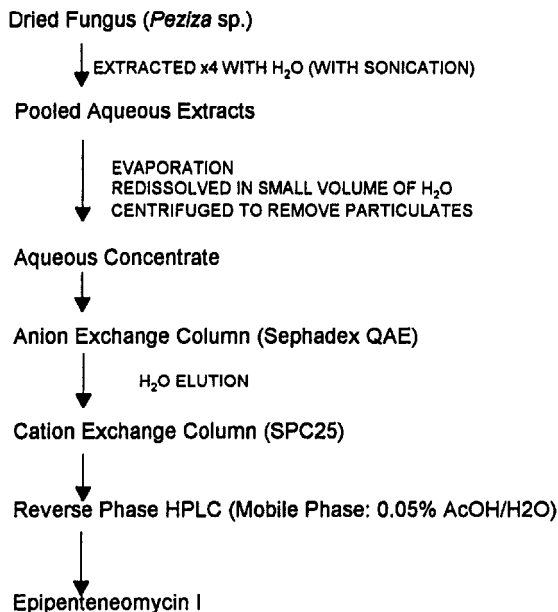 Dried Fungus (Peziza sp.)
EXTRACTED x4 WITH H₂O (WITH SONICATION)
Pooled Aqueous Extracts
EVAPORATION
REDISSOLVED IN SMALL VOLUME OF H₂O
CENTRIFUGED TO REMOVE PARTICULATES
Aqueous Concentrate
Anion Exchange Column (Sephadex QAE)
H₂O ELUTION
Cation Exchange Column (SPC25)
Reverse Phase HPLC (Mobile Phase: 0.05% AcOH/H2O)
Epipenteneomycin I